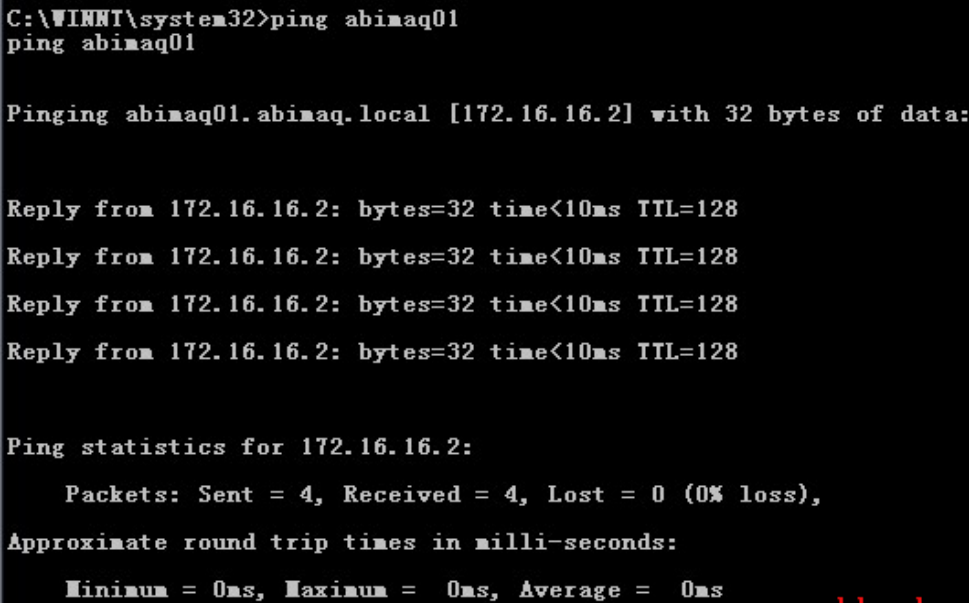 C:\WINNT\system32>ping abimaq01
ping abimaq01
Pinging abimaq01.abimaq.local [172.16.16.2] with 32 bytes of data:
Reply from 172.16.16.2: bytes=32 time<10ms TTL=128
Reply from 172.16.16.2: bytes=32 time<10ms TTL=128
Reply from 172.16.16.2: bytes=32 time<10ms TTL=128
Reply from 172.16.16.2: bytes=32 time<10ms TTL=128
Ping statistics for 172.16.16.2:
Packets: Sent = 4, Received = 4, Lost = 0 (0% loss),
Approximate round trip times in milli-seconds:
Minimum = 0ms, Maximum = 0ms, Average = 0ms